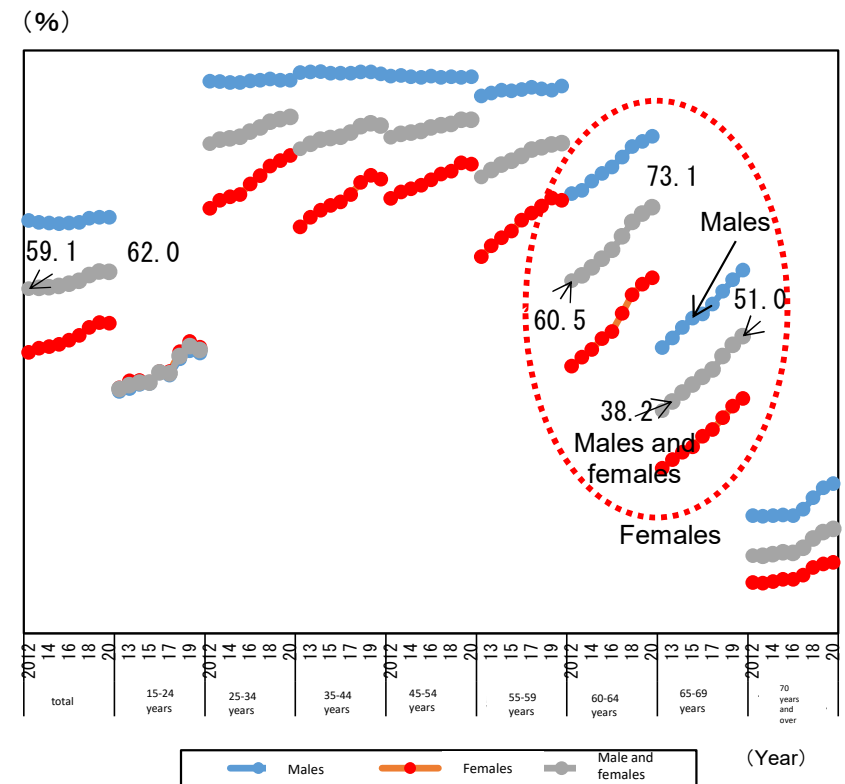 (%)
73.1
Males
59.1
62.0
51.0
60.5
38.2
Males and
females
Females
2012 14 16 18 20 13 15 17 19 2012 14 16 18 20 13 15 17 19 2012 14 16 18 20 13 15 17 19 2012 14 16 18 20 13 15 17 19 2012 14 16 18 20
total
15-24
years
25-34
years
35-44
years
45-54
years
55-59
years
60-64
years
65-69
years
70
years
and
over
(Year)
Males
Females
Male and
females